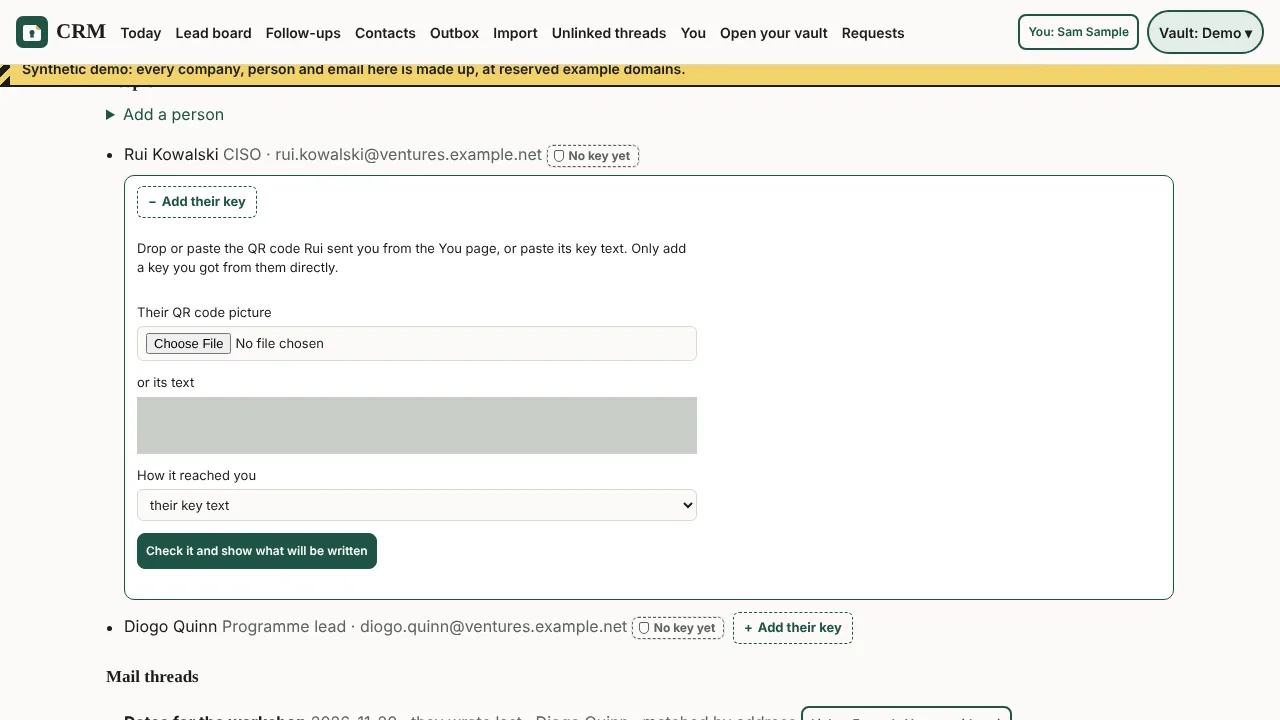 CRM Today Lead board Follow-ups Contacts Outbox Import Unlinked threads You Open your vault Requests You: Sam Sample Vault: Demo ▾
Synthetic demo: every company, person and email here is made up, at reserved example domains.
Add a person
Rui Kowalski CISO · rui.kowalski@ventures.example.net No key yet
− Add their key
Drop or paste the QR code Rui sent you from the You page, or paste its key text. Only add
a key you got from them directly.
Their QR code picture
Choose File No file chosen
or its text
How it reached you
their key text
Check it and show what will be written
Diogo Quinn Programme lead · diogo.quinn@ventures.example.net No key yet + Add their key
Mail threads